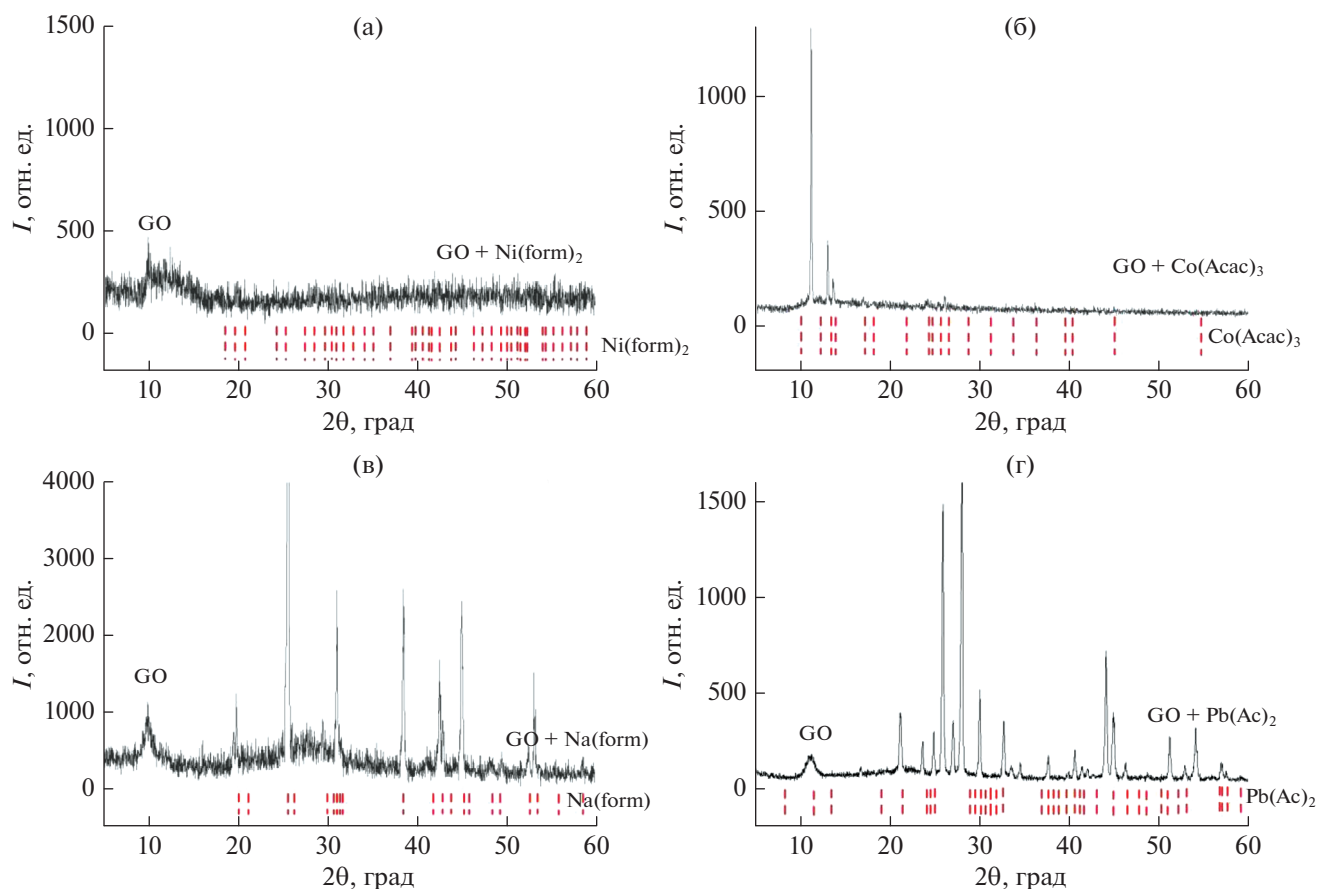 (а)
1500
1000
500
0
I, отн. ед.
GO
GO + Ni(form)2
Ni(form)2
10 20 30 40 50 60
2θ, град
(б)
1000
500
0
I, отн. ед.
GO + Co(Acac)3
Co(Acac)3
10 20 30 40 50 60
2θ, град
(в)
4000
3000
2000
1000
0
I, отн. ед.
GO
GO + Na(form)
Na(form)
10 20 30 40 50 60
2θ, град
(г)
1500
1000
500
0
I, отн. ед.
GO
GO + Pb(Ac)2
Pb(Ac)2
10 20 30 40 50 60
2θ, град